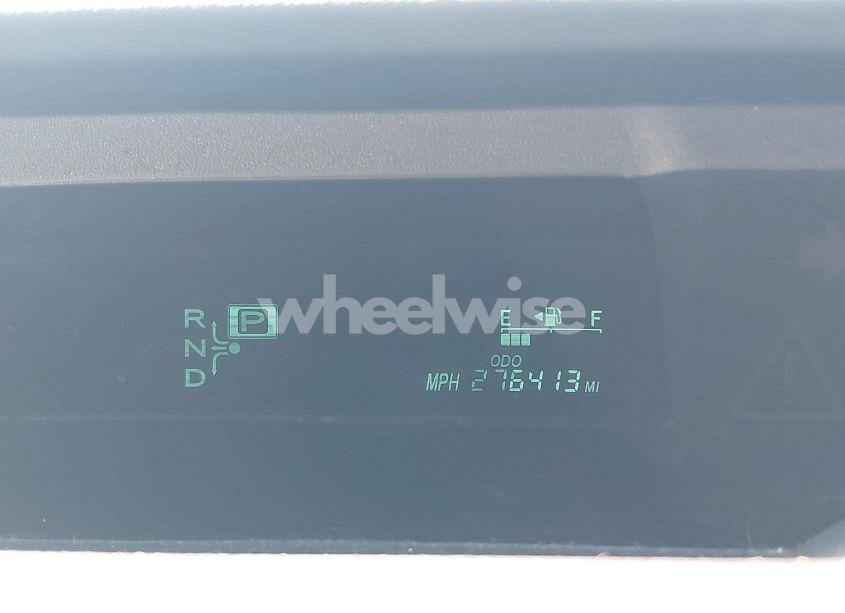 wheelwise
R P E F
N
ODO
D MPH 276413 MI